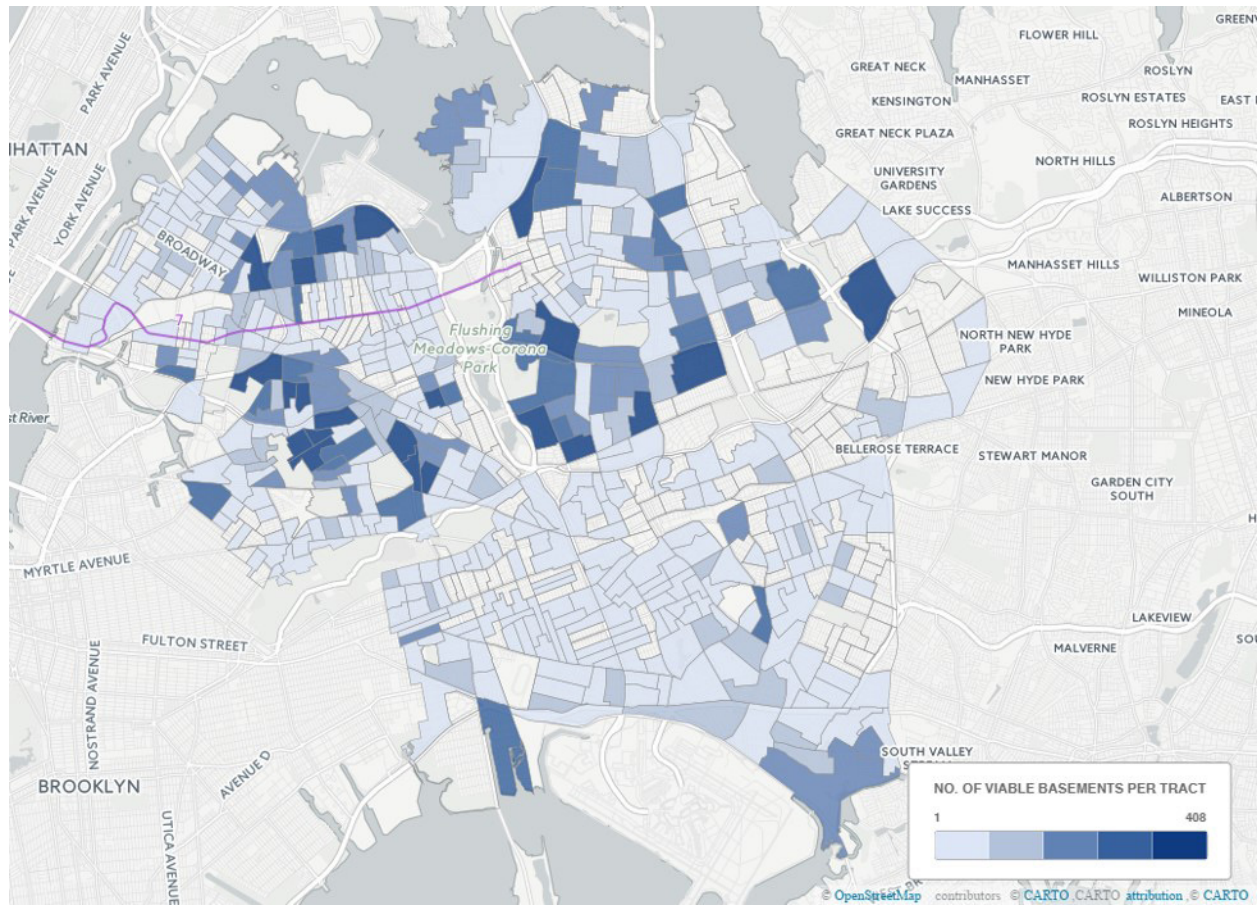 GREENV
FLOWER HILL
GREAT NECK
MANHASSET
ROSLYN
KENSINGTON
ROSLYN ESTATES
EAST
GREAT NECK PLAZA
ROSLYN HEIGHTS
PARK AVENUE
NHATTAN
YORK AVENUE
PARK AVENUE
UNIVERSITY
GARDENS
NORTH HILLS
ALBERTSON
LAKE SUCCESS
BROADWAY
MANHASSET HILLS
WILLISTON PARK
7
MINEOLA
Flushing
Meadows-Corona
Park
NORTH NEW HYDE
PARK
NEW HYDE PARK
st River
BELLEROSE TERRACE
STEWART MANOR
GARDEN CITY
SOUTH
MYRTLE AVENUE
FULTON STREET
LAKEVIEW
MALVERNE
SOU
NOSTRAND AVENUE
AVENUE D
SOUTH VALLEY
BROOKLYN
UTICA AVENUE
NO. OF VIABLE BASEMENTS PER TRACT
1 408
© OpenStreetMap contributors © CARTO ,CARTO attribution ,© CARTO